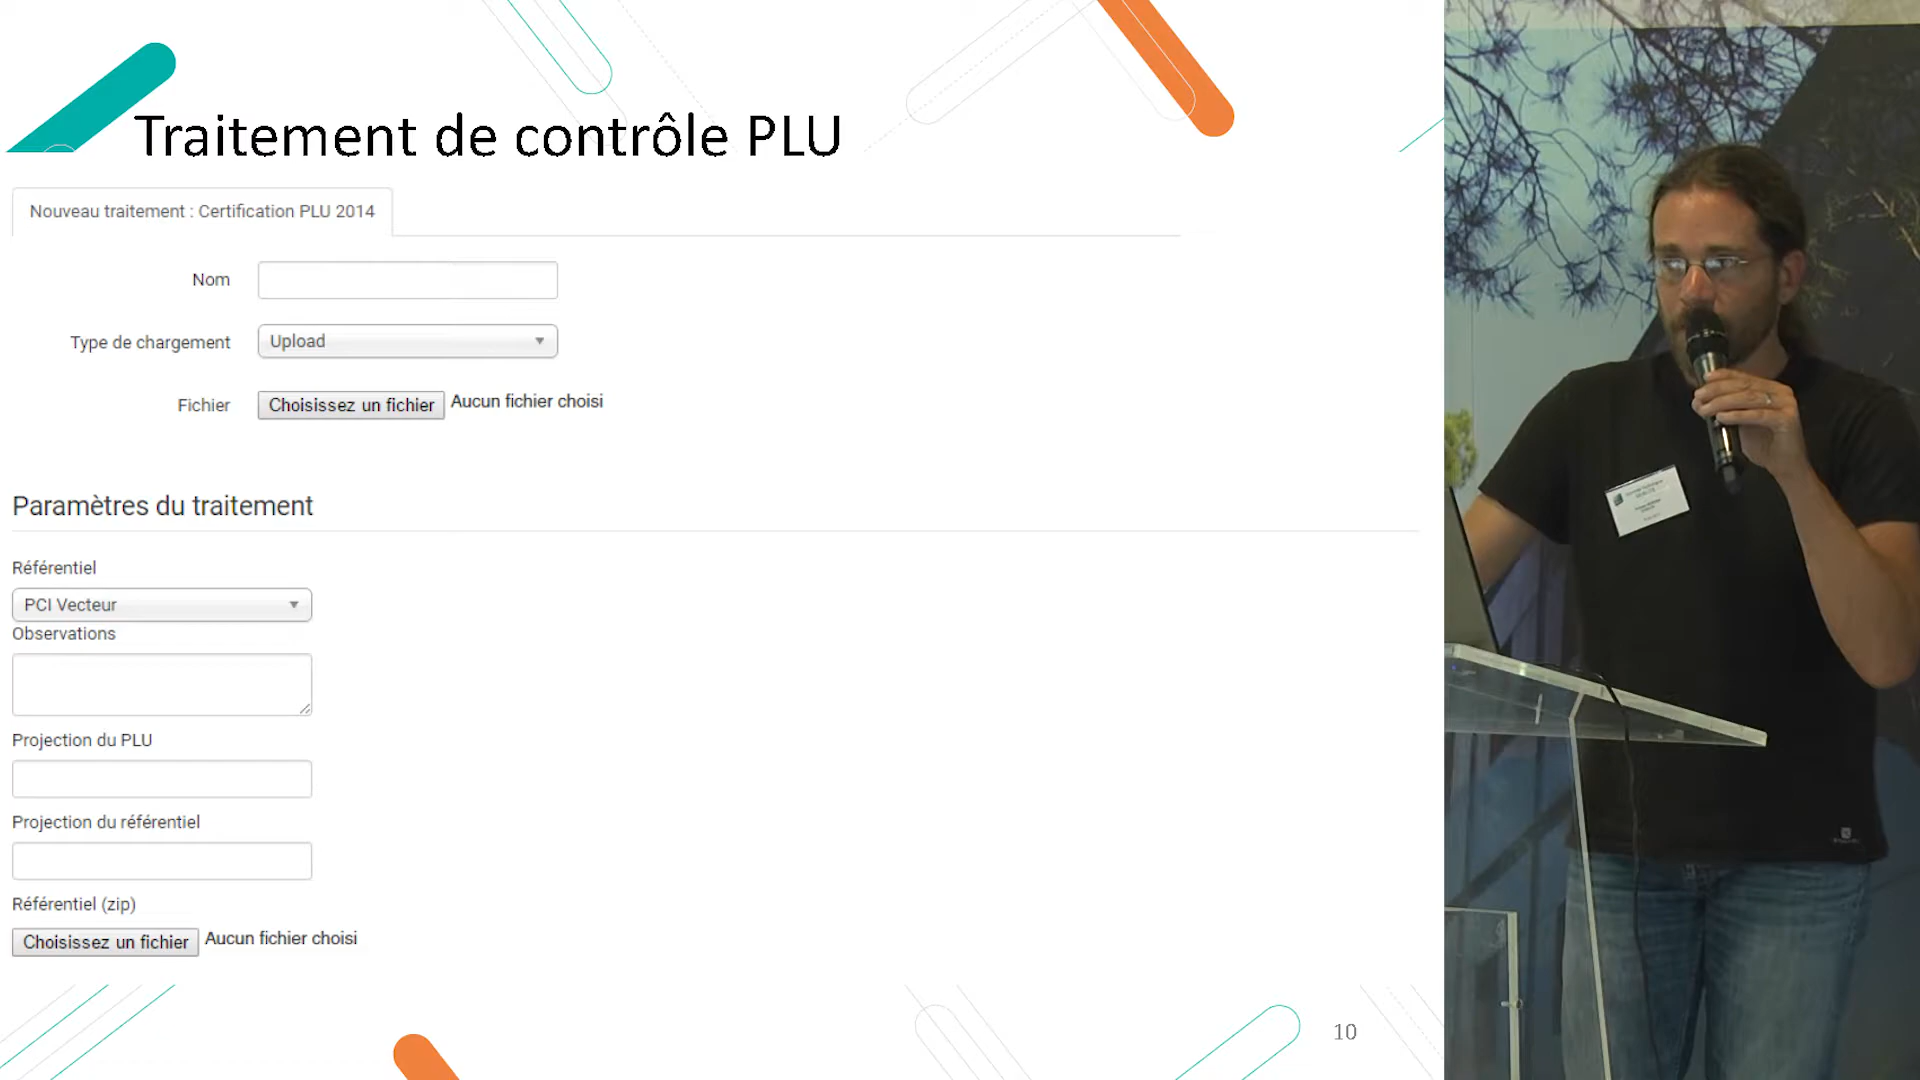 Traitement de contrôle PLU
Nouveau traitement : Certification PLU 2014
Nom
Type de chargement
Upload
Fichier
Choisissez un fichier
Aucun fichier choisi
Paramètres du traitement
Référentiel
PCI Vecteur
Observations
Projection du PLU
Projection du référentiel
Référentiel (zip)
Choisissez un fichier
Aucun fichier choisi
10